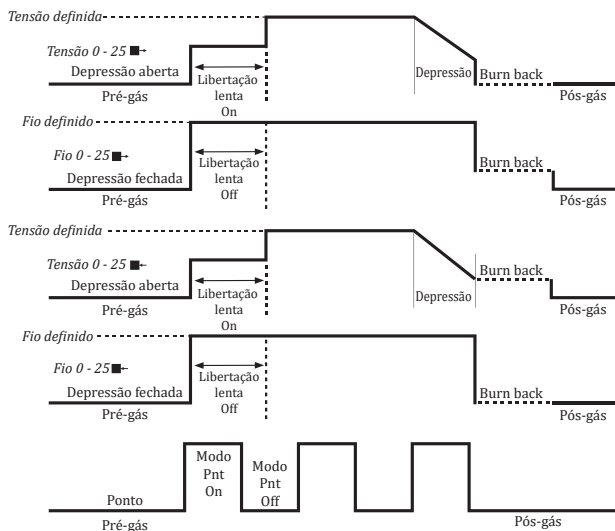 Tensão definida
Tensão 0 - 25
Depressão aberta
Pré-gás
Libertação
lenta
On
Depressão
Burn back
Pós-gás
Fio definido
Fio 0 - 25
Depressão fechada
Pré-gás
Libertação
lenta
Off
Burn back
Pós-gás
Tensão definida
Tensão 0 - 25
Depressão aberta
Pré-gás
Libertação
lenta
On
Depressão
Burn back
Pós-gás
Fio definido
Fio 0 - 25
Depressão fechada
Pré-gás
Libertação
lenta
Off
Burn back
Pós-gás
Ponto
Pré-gás
Modo
Pnt
On
Modo
Pnt
Off
Pós-gás